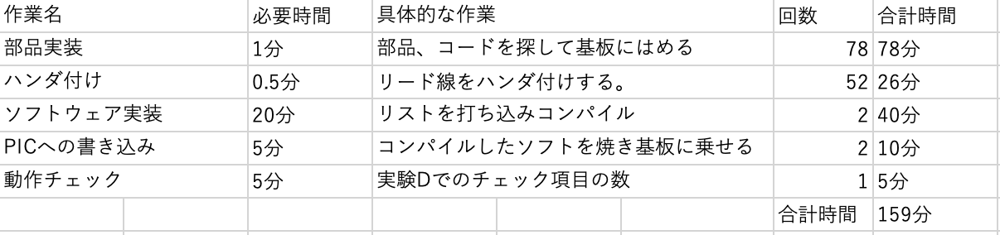 作業名 必要時間 具体的な作業 回数 合計時間
部品実装 1分 部品、コードを探して基板にはめる 78 78分
ハンダ付け 0.5分 リード線をハンダ付けする。 52 26分
ソフトウェア実装 20分 リストを打ち込みコンパイル 2 40分
PICへの書き込み 5分 コンパイルしたソフトを焼き基板に乗せる 2 10分
動作チェック 5分 実験Dでのチェック項目の数 1 5分
合計時間 159分